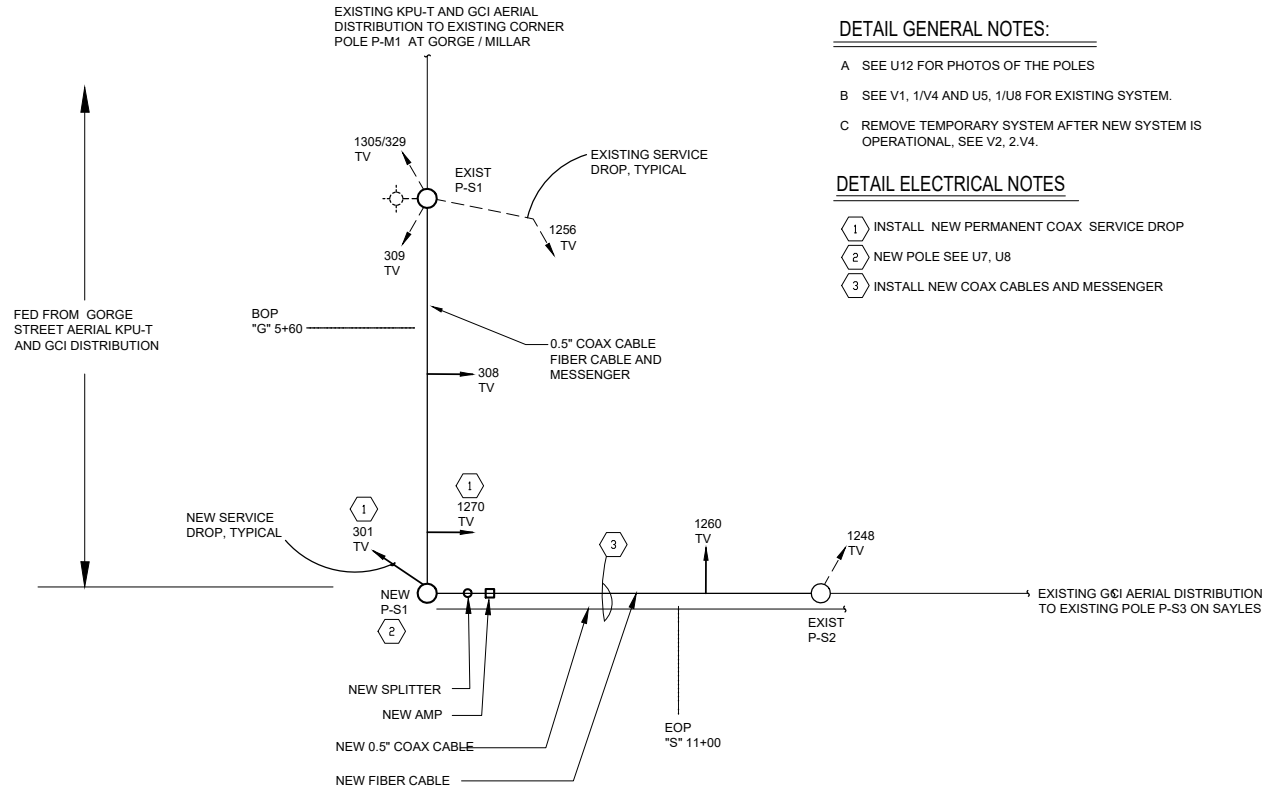 EXISTING KPU-T AND GCI AERIAL
DISTRIBUTION TO EXISTING CORNER
POLE P-M1 AT GORGE / MILLAR
DETAIL GENERAL NOTES:
A SEE U12 FOR PHOTOS OF THE POLES
B SEE V1, 1/V4 AND U5, 1/U8 FOR EXISTING SYSTEM.
C REMOVE TEMPORARY SYSTEM AFTER NEW SYSTEM IS
OPERATIONAL, SEE V2, 2.V4.
DETAIL ELECTRICAL NOTES
1 INSTALL NEW PERMANENT COAX SERVICE DROP
2 NEW POLE SEE U7, U8
3 INSTALL NEW COAX CABLES AND MESSENGER
1305/329
TV
EXIST
P-S1
EXISTING SERVICE
DROP, TYPICAL
1256
TV
309
TV
FED FROM GORGE
STREET AERIAL KPU-T
AND GCI DISTRIBUTION
BOP
"G" 5+60
0.5" COAX CABLE
FIBER CABLE AND
MESSENGER
308
TV
1
1270
TV
1
301
TV
NEW SERVICE
DROP, TYPICAL
3
1260
TV
1248
TV
NEW
P-S1
2
EXIST
P-S2
EXISTING GCI AERIAL DISTRIBUTION
TO EXISTING POLE P-S3 ON SAYLES
NEW SPLITTER
NEW AMP
NEW 0.5" COAX CABLE
NEW FIBER CABLE
EOP
"S" 11+00